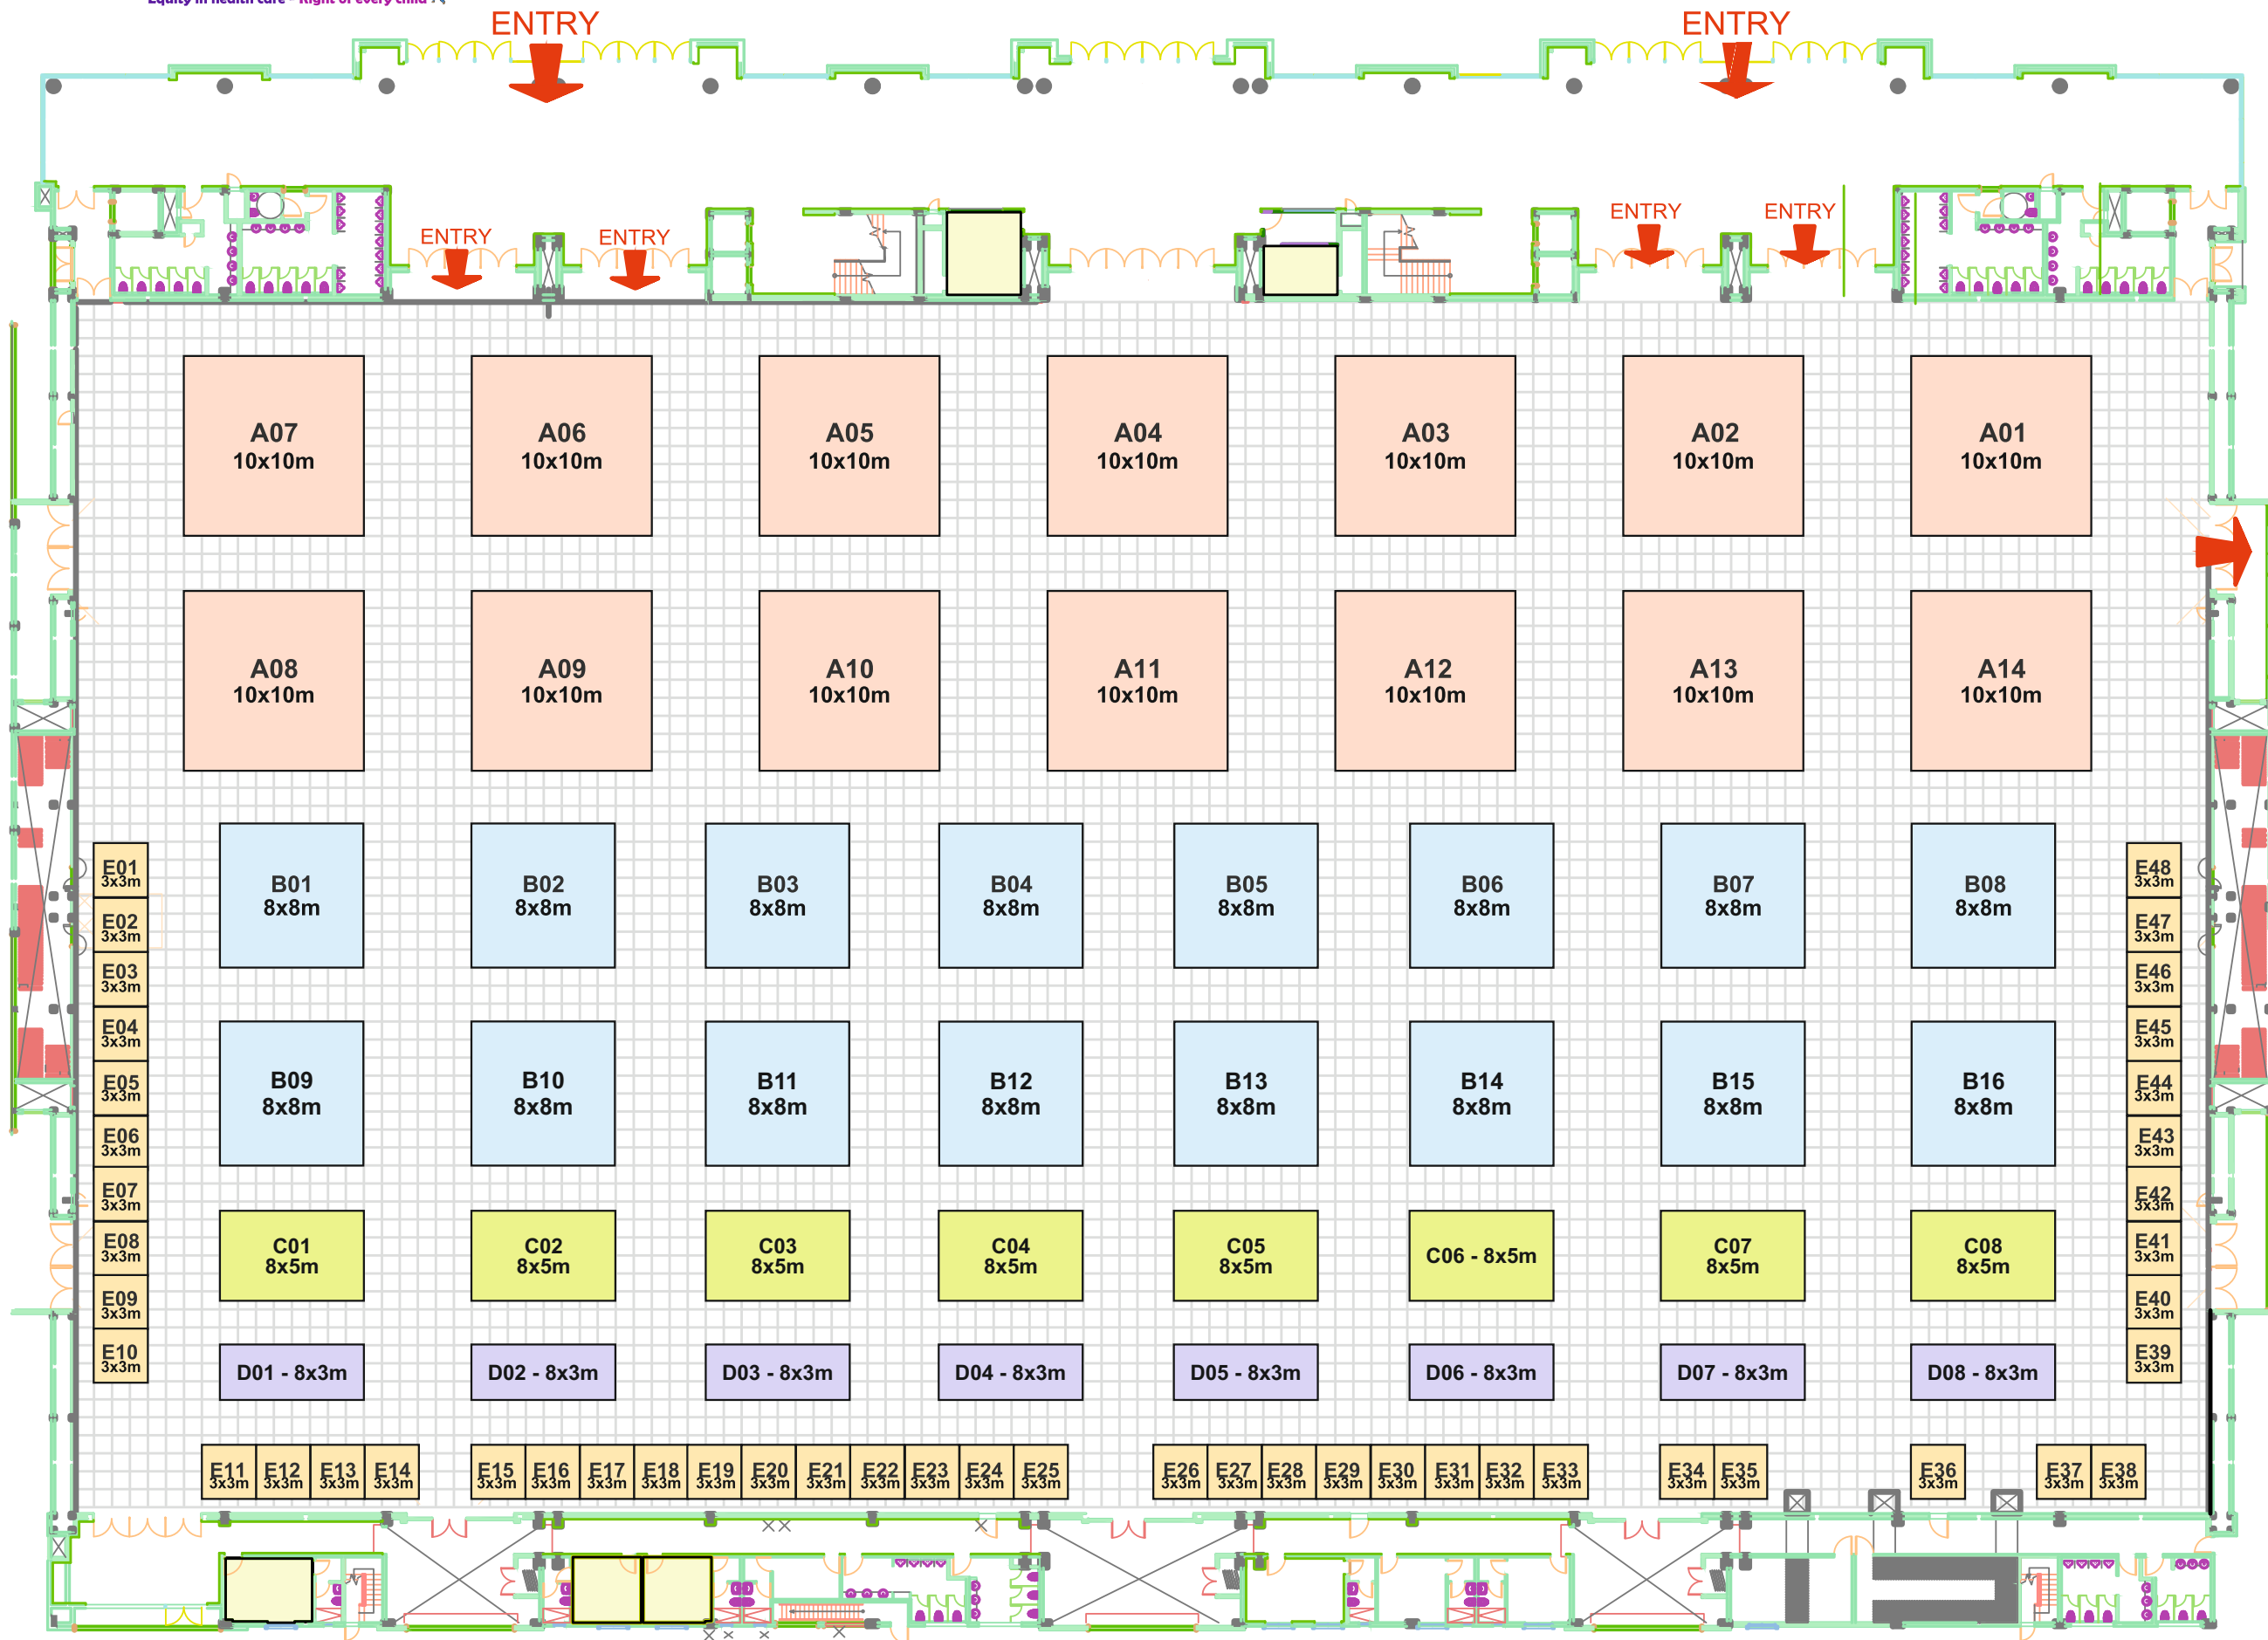 Equity in health care - Right of every child
ENTRY
ENTRY
ENTRY
ENTRY
ENTRY
ENTRY
A07
10x10m
A06
10x10m
A05
10x10m
A04
10x10m
A03
10x10m
A02
10x10m
A01
10x10m
A08
10x10m
A09
10x10m
A10
10x10m
A11
10x10m
A12
10x10m
A13
10x10m
A14
10x10m
B01
8x8m
B02
8x8m
B03
8x8m
B04
8x8m
B05
8x8m
B06
8x8m
B07
8x8m
B08
8x8m
B09
8x8m
B10
8x8m
B11
8x8m
B12
8x8m
B13
8x8m
B14
8x8m
B15
8x8m
B16
8x8m
C01
8x5m
C02
8x5m
C03
8x5m
C04
8x5m
C05
8x5m
C06 - 8x5m
C07
8x5m
C08
8x5m
D01 - 8x3m
D02 - 8x3m
D03 - 8x3m
D04 - 8x3m
D05 - 8x3m
D06 - 8x3m
D07 - 8x3m
D08 - 8x3m
E01
3x3m
E02
3x3m
E03
3x3m
E04
3x3m
E05
3x3m
E06
3x3m
E07
3x3m
E08
3x3m
E09
3x3m
E10
3x3m
E11
3x3m
E12
3x3m
E13
3x3m
E14
3x3m
E15
3x3m
E16
3x3m
E17
3x3m
E18
3x3m
E19
3x3m
E20
3x3m
E21
3x3m
E22
3x3m
E23
3x3m
E24
3x3m
E25
3x3m
E26
3x3m
E27
3x3m
E28
3x3m
E29
3x3m
E30
3x3m
E31
3x3m
E32
3x3m
E33
3x3m
E34
3x3m
E35
3x3m
E36
3x3m
E37
3x3m
E38
3x3m
E48
3x3m
E47
3x3m
E46
3x3m
E45
3x3m
E44
3x3m
E43
3x3m
E42
3x3m
E41
3x3m
E40
3x3m
E39
3x3m